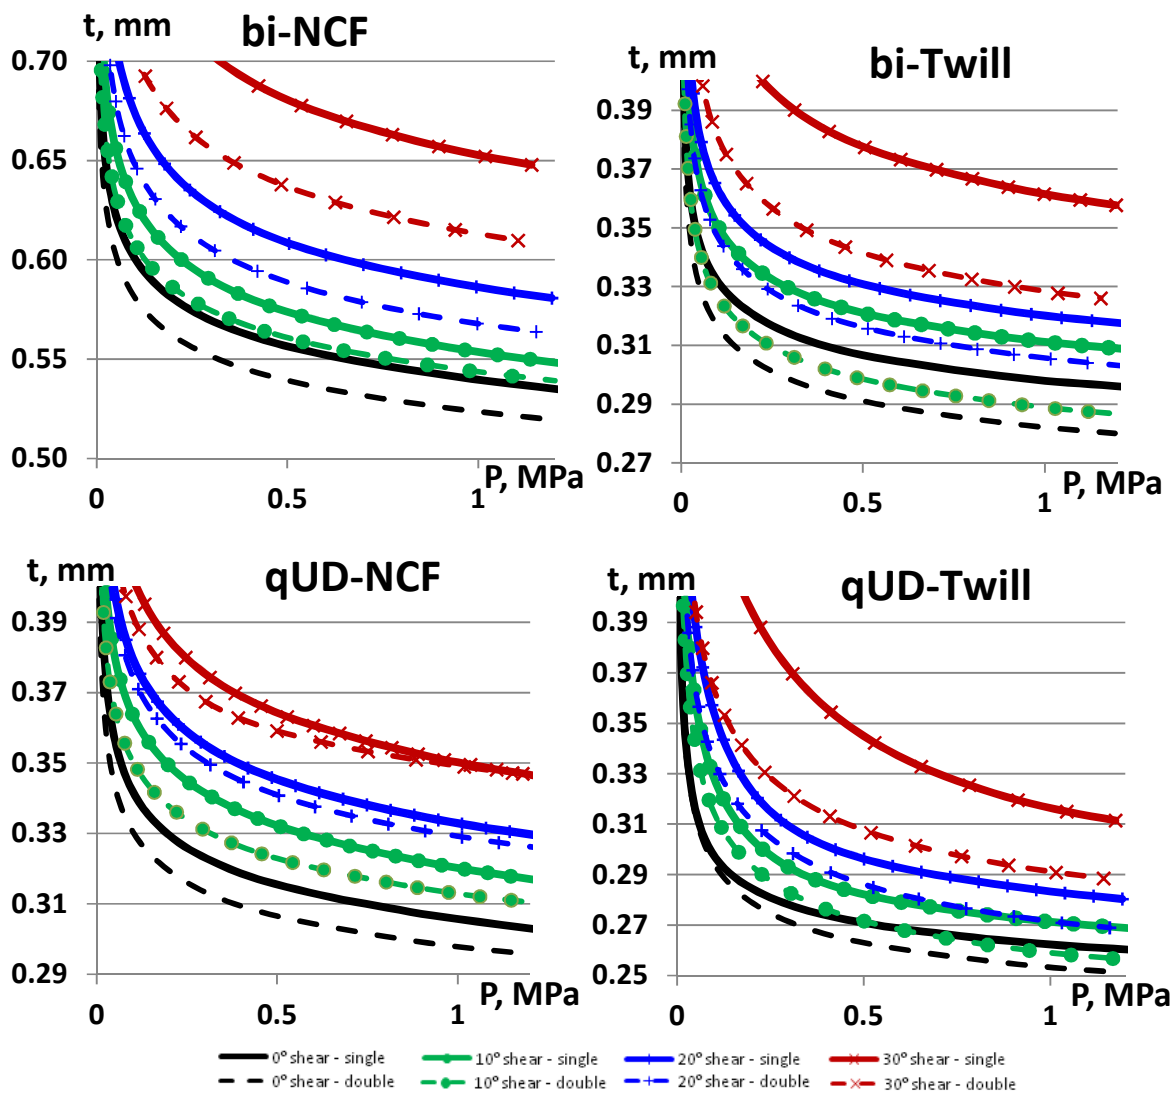 bi-NCF
t, mm
0.70
0.65
0.60
0.55
0.50
P, MPa
0 0.5 1
bi-Twill
t, mm
0.39
0.37
0.35
0.33
0.31
0.29
0.27
P, MPa
0 0.5 1
qUD-NCF
t, mm
0.39
0.37
0.35
0.33
0.31
0.29
P, MPa
0 0.5 1
qUD-Twill
t, mm
0.39
0.37
0.35
0.33
0.31
0.29
0.27
0.25
P, MPa
0 0.5 1
0° shear - single 10° shear - single 20° shear - single 30° shear - single
0° shear - double 10° shear - double 20° shear - double 30° shear - double